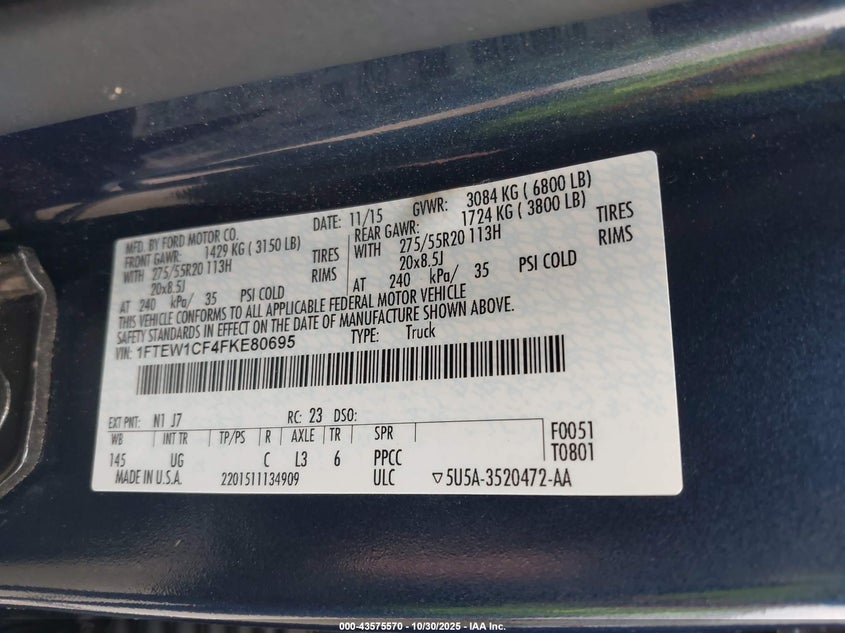 MFD. BY FORD MOTOR CO.
DATE: 11/15 GVWR: 3084 KG ( 6800 LB)
FRONT GAWR: 1429 KG ( 3150 LB) REAR GAWR: 1724 KG ( 3800 LB)
WITH 275/55R20 113H TIRES WITH 275/55R20 113H TIRES
20x8.5J RIMS 20x8.5J RIMS
AT 240 kPa/ 35 PSI COLD AT 240 kPa/ 35 PSI COLD
THIS VEHICLE CONFORMS TO ALL APPLICABLE FEDERAL MOTOR VEHICLE
SAFETY STANDARDS IN EFFECT ON THE DATE OF MANUFACTURE SHOWN ABOVE.
VIN: 1FTEW1CF4FKE80695 TYPE: Truck
EXT PNT: N1 J7 RC: 23 DSO:
WB INT TR TP/PS R AXLE TR SPR F0051
145 UG C L3 6 PPCC T0801
MADE IN U.S.A. 2201511134909 ULC ▽5U5A-3520472-AA
000-43575570 - 10/30/2025 - IAA Inc.